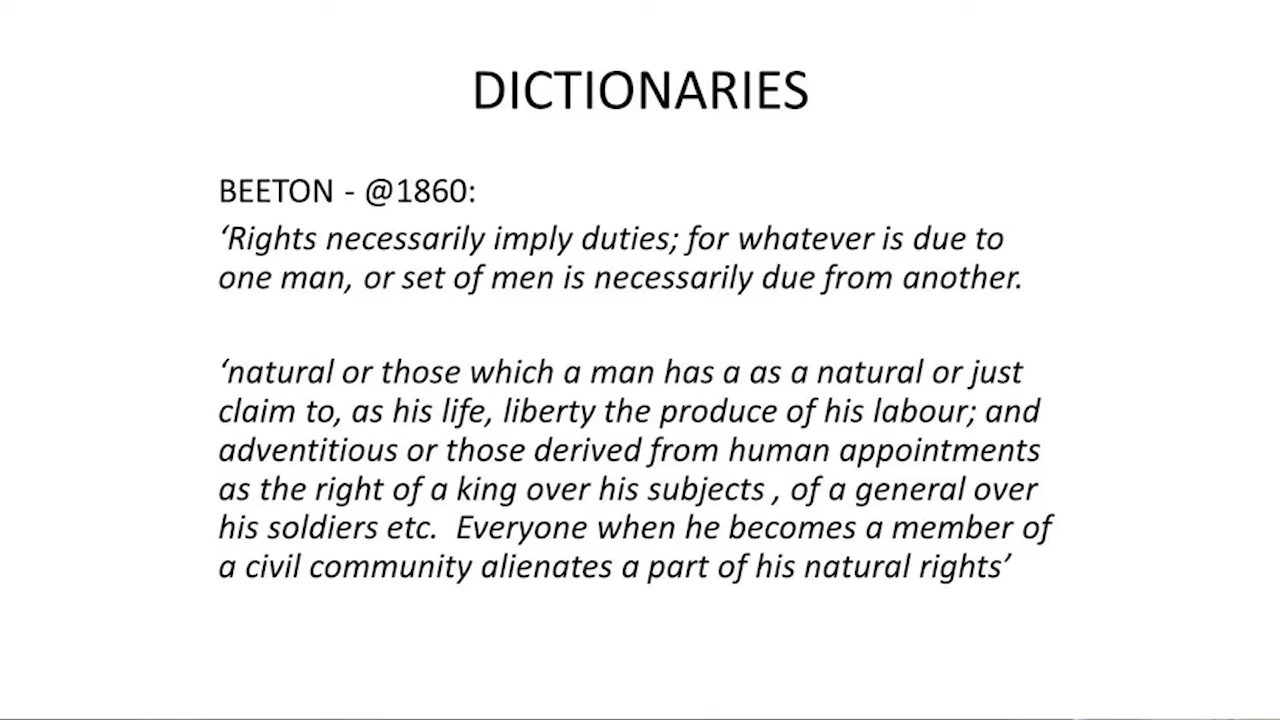 DICTIONARIES
BEETON - @1860:
‘Rights necessarily imply duties; for whatever is due to
one man, or set of men is necessarily due from another.
‘natural or those which a man has a as a natural or just
claim to, as his life, liberty the produce of his labour; and
adventitious or those derived from human appointments
as the right of a king over his subjects , of a general over
his soldiers etc.  Everyone when he becomes a member of
a civil community alienates a part of his natural rights’